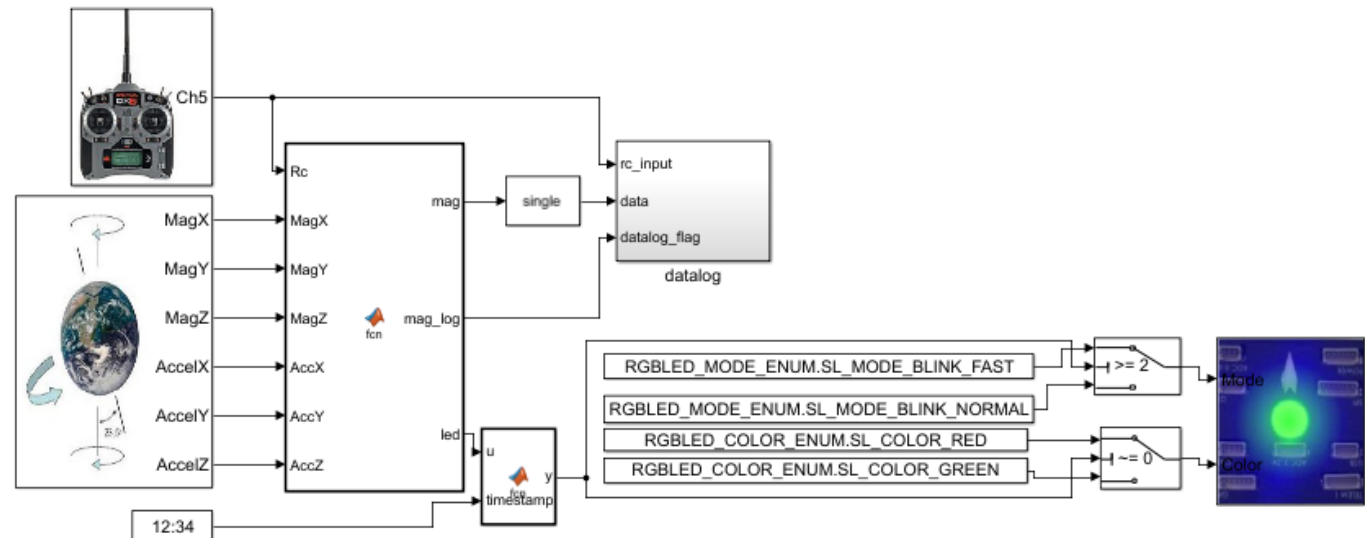 Ch5
Rc
MagX
MagY
MagZ
AccelX
AccelY
AccelZ
MagX
MagY
MagZ
AccX
AccY
AccZ
fcn
mag
mag_log
led
single
rc_input
data
datalog_flag
datalog
12:34
u
timestamp
fcn
y
RGBLED_MODE_ENUM.SL_MODE_BLINK_FAST
RGBLED_MODE_ENUM.SL_MODE_BLINK_NORMAL
RGBLED_COLOR_ENUM.SL_COLOR_RED
RGBLED_COLOR_ENUM.SL_COLOR_GREEN
>= 2
~= 0
Mode
Color